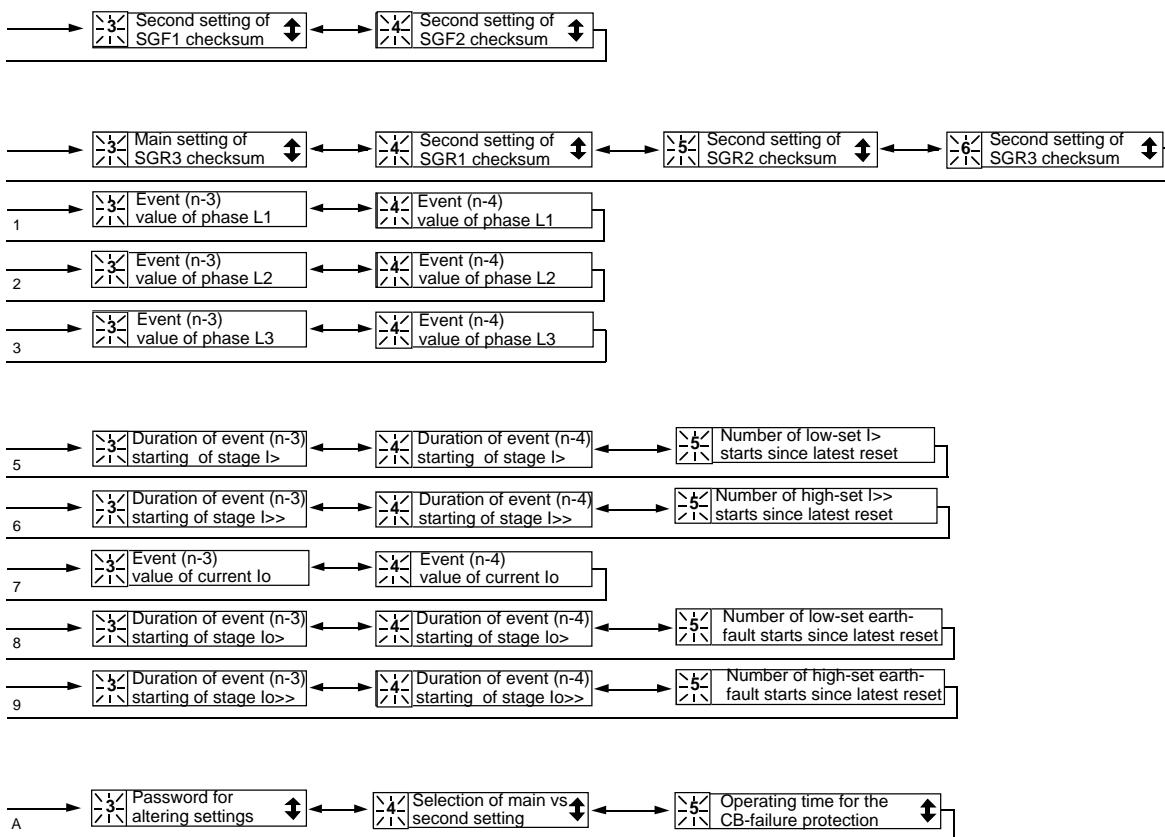 3 Second setting of
SGF1 checksum
4 Second setting of
SGF2 checksum
3 Main setting of
SGR3 checksum
4 Second setting of
SGR1 checksum
5 Second setting of
SGR2 checksum
6 Second setting of
SGR3 checksum
1
3 Event (n-3)
value of phase L1
4 Event (n-4)
value of phase L1
2
3 Event (n-3)
value of phase L2
4 Event (n-4)
value of phase L2
3
3 Event (n-3)
value of phase L3
4 Event (n-4)
value of phase L3
5
3 Duration of event (n-3)
starting of stage I>
4 Duration of event (n-4)
starting of stage I>
5 Number of low-set I>
starts since latest reset
6
3 Duration of event (n-3)
starting of stage I>>
4 Duration of event (n-4)
starting of stage I>>
5 Number of high-set I>>
starts since latest reset
7
3 Event (n-3)
value of current Io
4 Event (n-4)
value of current Io
8
3 Duration of event (n-3)
starting of stage Io>
4 Duration of event (n-4)
starting of stage Io>
5 Number of low-set earth-
fault starts since latest reset
9
3 Duration of event (n-3)
starting of stage Io>>
4 Duration of event (n-4)
starting of stage Io>>
5 Number of high-set earth-
fault starts since latest reset
A
3 Password for
altering settings
4 Selection of main vs.
second setting
5 Operating time for the
CB-failure protection